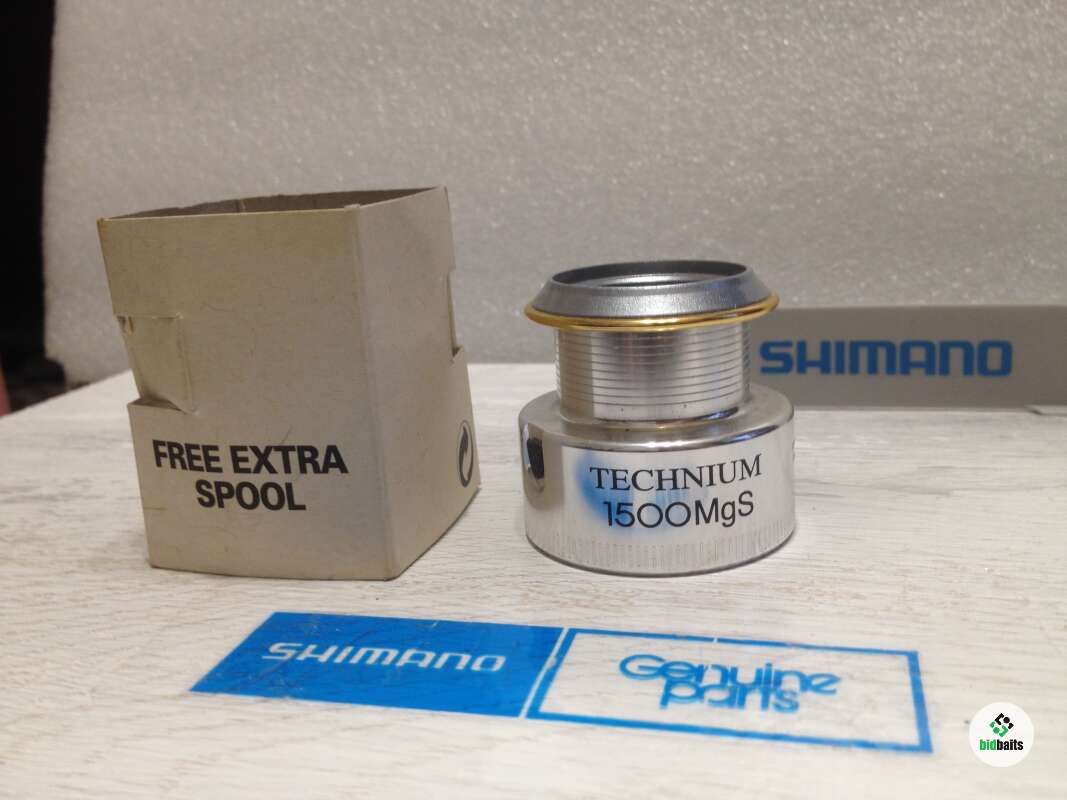 FREE EXTRA
SPOOL
TECHNIUM
1500MgS
SHIMANO
SHIMANO
Genuine
parts
bidbaits